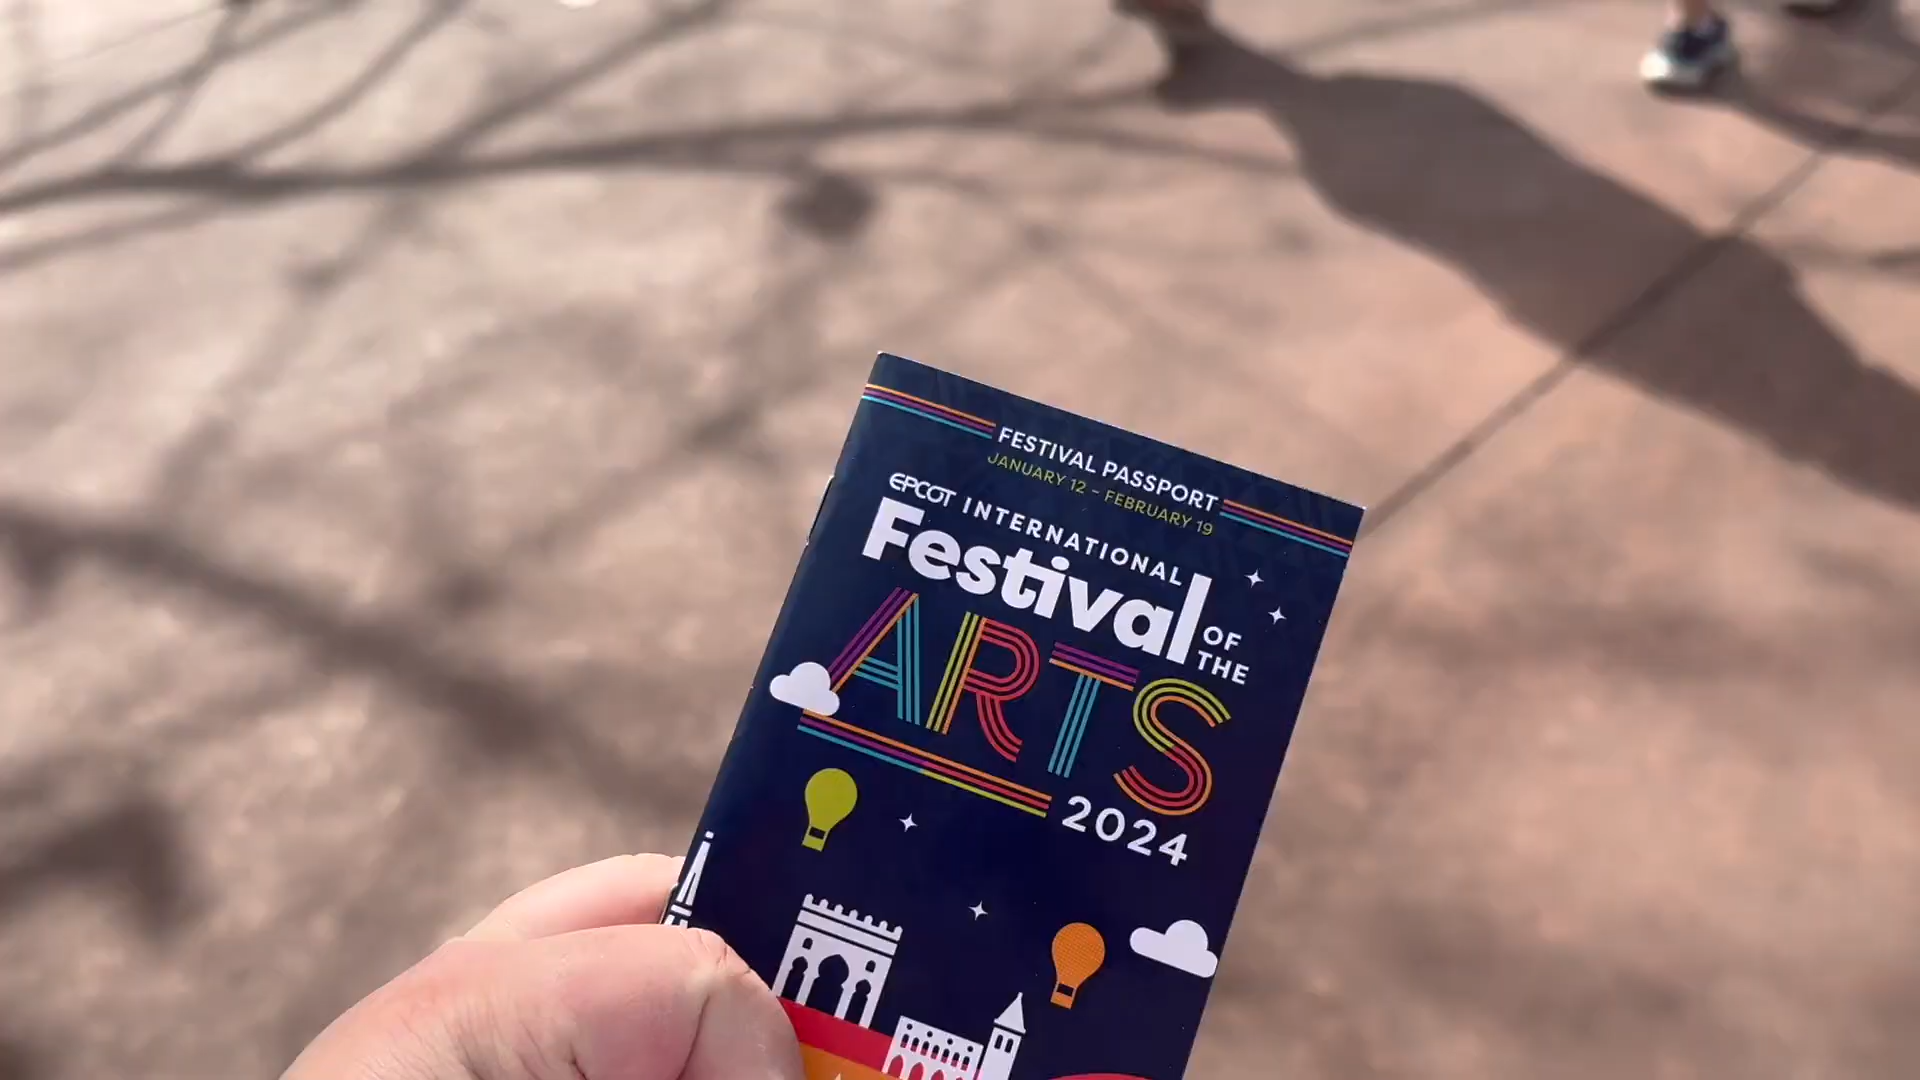 FESTIVAL PASSPORT
JANUARY 12 - FEBRUARY 19
EPCOT INTERNATIONAL
Festival OF THE
ARTS
2024